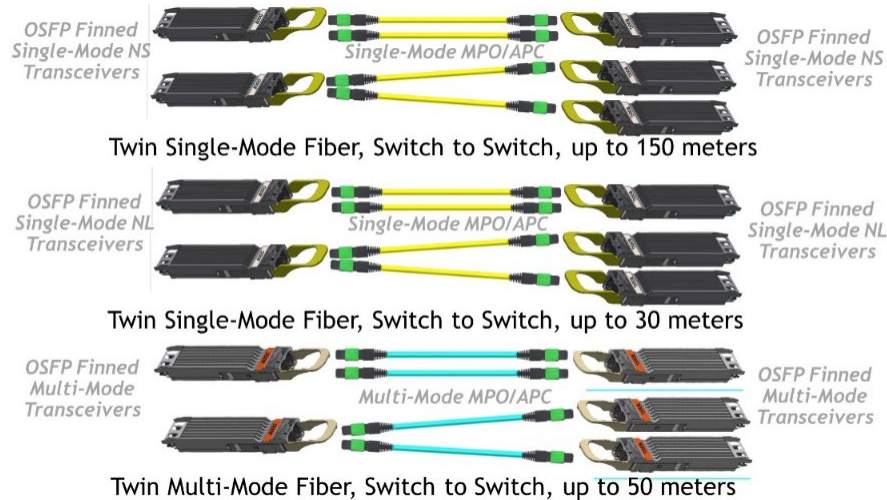 OSFP Finned
Single-Mode NS
Transceivers
Single-Mode MPO/APC
OSFP Finned
Single-Mode NS
Transceivers
Twin Single-Mode Fiber, Switch to Switch, up to 150 meters
OSFP Finned
Single-Mode NL
Transceivers
Single-Mode MPO/APC
OSFP Finned
Single-Mode NL
Transceivers
Twin Single-Mode Fiber, Switch to Switch, up to 30 meters
OSFP Finned
Multi-Mode
Transceivers
Multi-Mode MPO/APC
OSFP Finned
Multi-Mode
Transceivers
Twin Multi-Mode Fiber, Switch to Switch, up to 50 meters